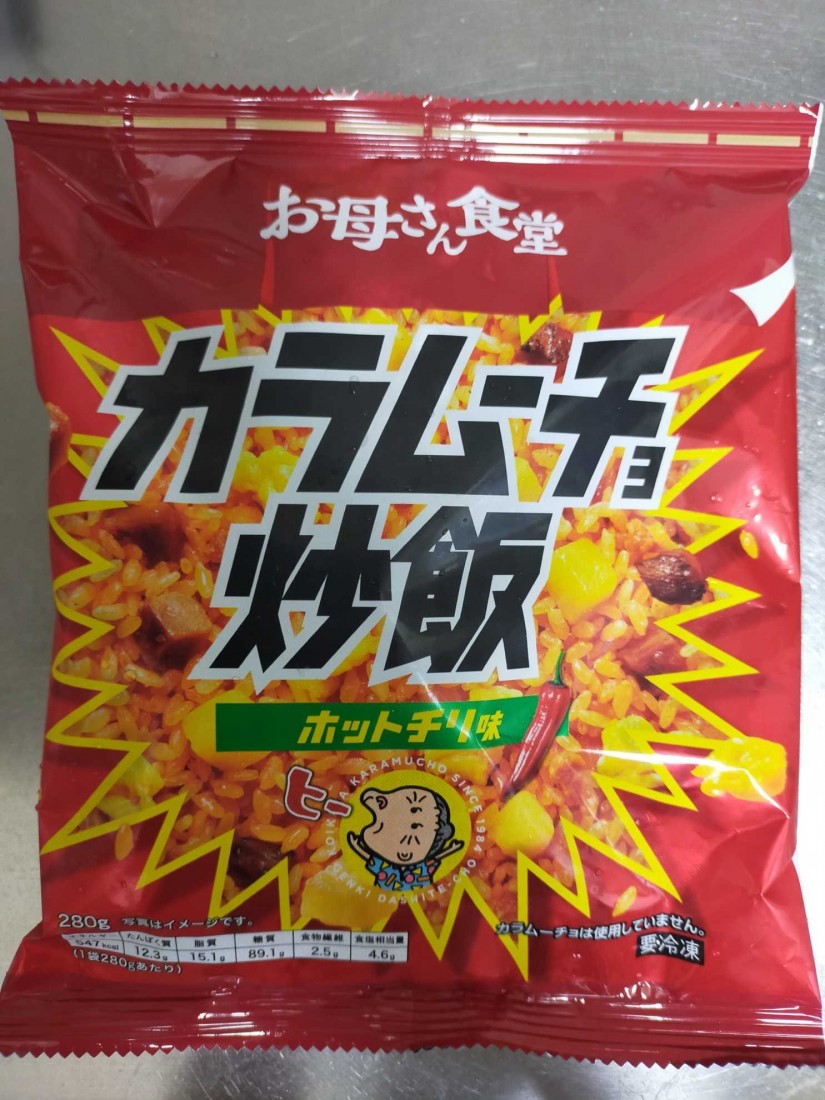 お母さん食堂
カラムーチョ
炒飯
ホットチリ味
ヒー
KOIKEYA KARAMUCHO SINCE 1984
GENKI DASHITE-CHO
280g 写真はイメージです。
エネルギー たんぱく質 脂質 糖質 食物繊維 食塩相当量
547kcal 12.3g 15.1g 89.1g 2.5g 4.6g
(1袋280gあたり)
カラムーチョは使用していません。
要冷凍